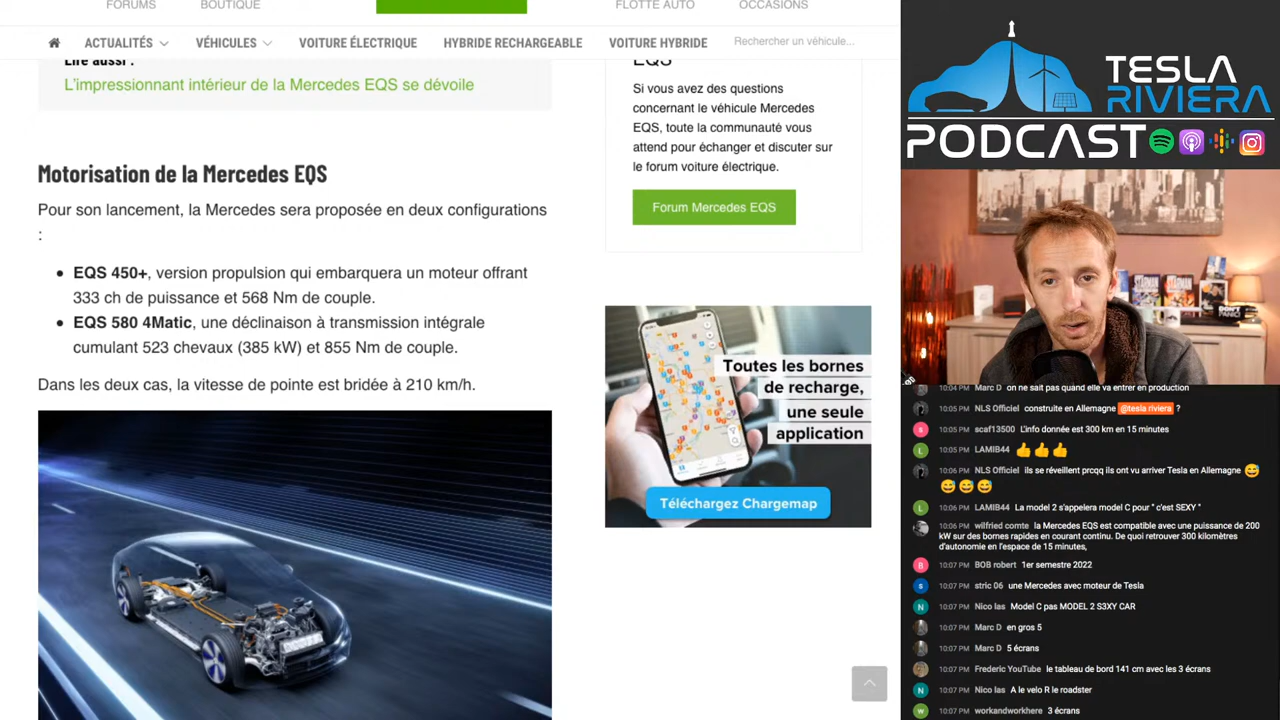 FORUMS
BOUTIQUE
FLOTTE AUTO
OCCASIONS
ACTUALITÉS
VÉHICULES
VOITURE ÉLECTRIQUE
HYBRIDE RECHARGEABLE
VOITURE HYBRIDE
Rechercher un véhicule...
Lire aussi :
L'impressionnant intérieur de la Mercedes EQS se dévoile
Motorisation de la Mercedes EQS
Pour son lancement, la Mercedes sera proposée en deux configurations
:
EQS 450+, version propulsion qui embarquera un moteur offrant
333 ch de puissance et 568 Nm de couple.
EQS 580 4Matic, une déclinaison à transmission intégrale
cumulant 523 chevaux (385 kW) et 855 Nm de couple.
Dans les deux cas, la vitesse de pointe est bridée à 210 km/h.
EQS
Si vous avez des questions
concernant le véhicule Mercedes
EQS, toute la communauté vous
attend pour échanger et discuter sur
le forum voiture électrique.
Forum Mercedes EQS
Toutes les bornes
de recharge,
une seule
application
Téléchargez Chargemap
TESLA
RIVIERA
PODCAST
STARMAN
DON'T
PANIC!
10:04 PM Marc D on ne sait pas quand elle va entrer en production
10:05 PM NLS Officiel construite en Allemagne @tesla riviera ?
10:05 PM scaf13500 L'info donnée est 300 km en 15 minutes
10:05 PM LAMIB44 👍👍👍
10:06 PM NLS Officiel ils se réveillent prcqq ils ont vu arriver Tesla en Allemagne 😅
😅😅😅
10:06 PM LAMIB44 La model 2 s'appelera model C pour " c'est SEXY "
10:06 PM wilfried comte la Mercedes EQS est compatible avec une puissance de 200
kW sur des bornes rapides en courant continu. De quoi retrouver 300 kilomètres
d'autonomie en l'espace de 15 minutes,
10:07 PM BOB robert 1er semestre 2022
10:07 PM stric 06 une Mercedes avec moteur de Tesla
10:07 PM Nico las Model C pas MODEL 2 S3XY CAR
10:07 PM Marc D en gros 5
10:07 PM Marc D 5 écrans
10:07 PM Frederic YouTube le tableau de bord 141 cm avec les 3 écrans
10:07 PM Nico las A le velo R le roadster
10:07 PM workandworkhere 3 écrans